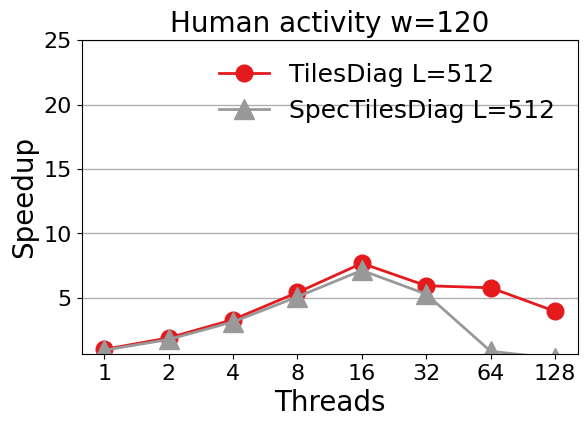 Human activity w=120
25
20
15
10
5
Speedup
TilesDiag L=512
SpecTilesDiag L=512
1 2 4 8 16 32 64 128
Threads